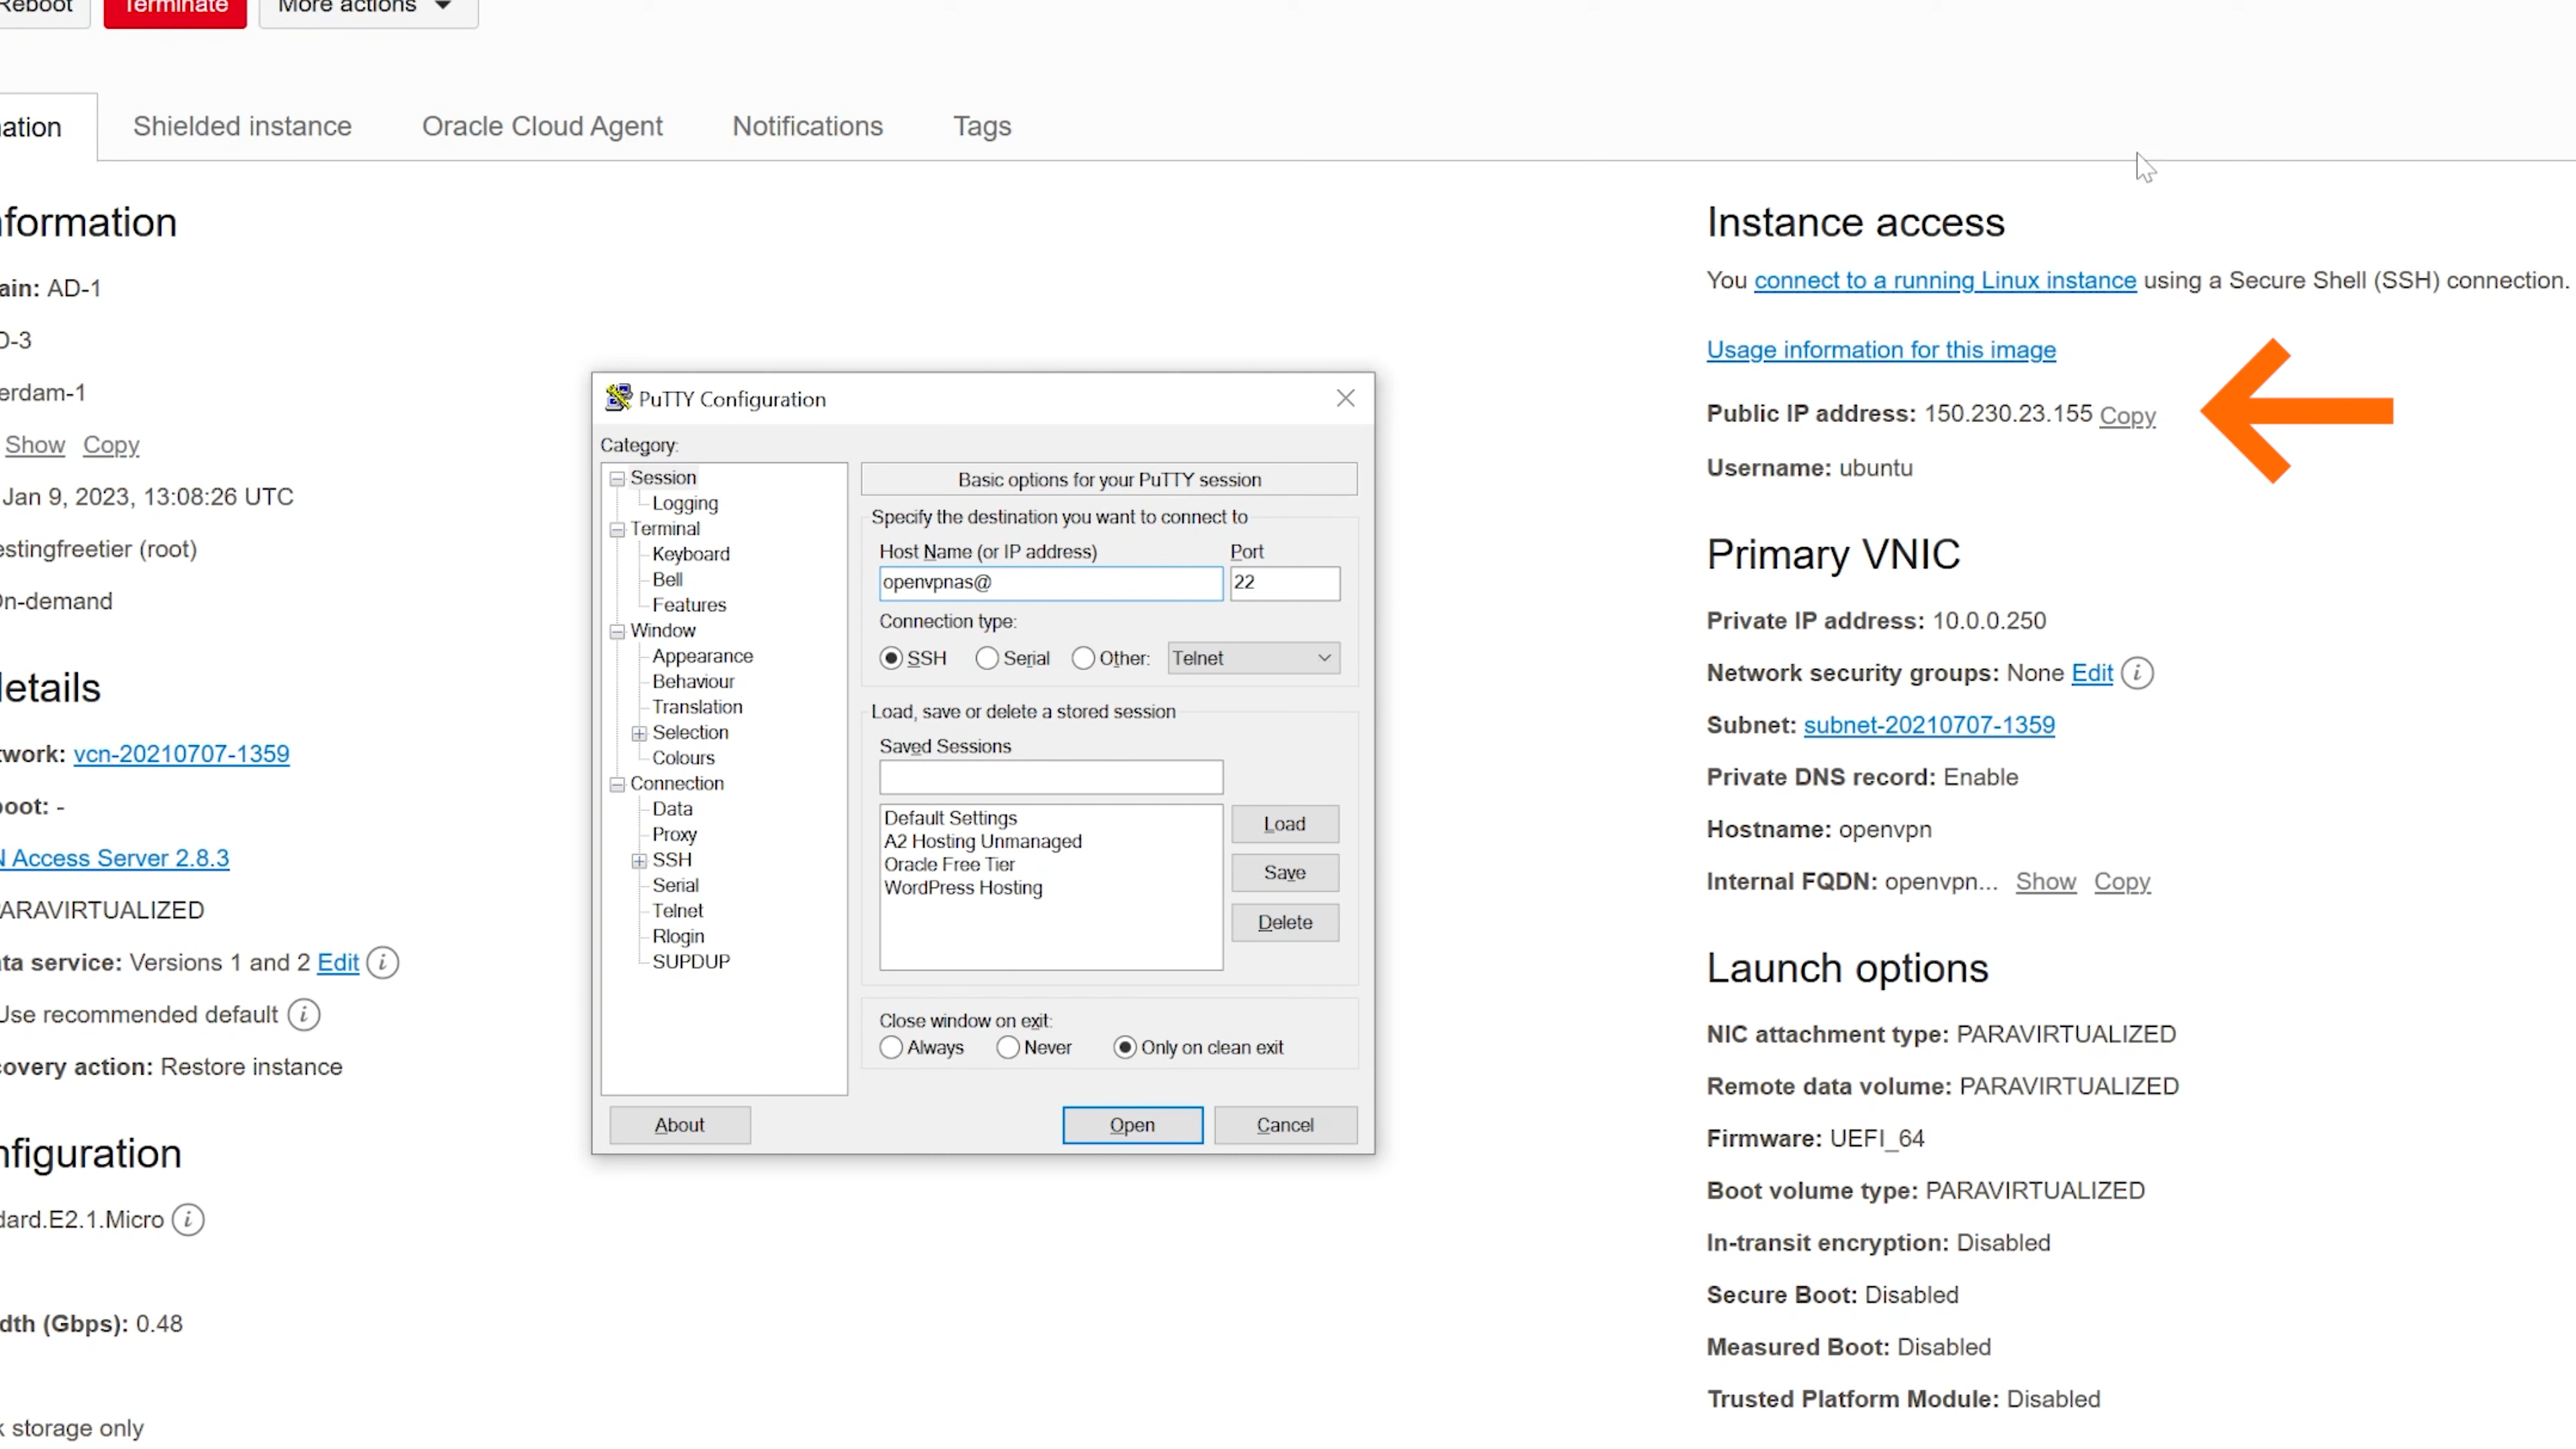 Reboot
Terminate
More actions
ation
Shielded instance
Oracle Cloud Agent
Notifications
Tags
nformation
ain: AD-1
D-3
erdam-1
Show Copy
Jan 9, 2023, 13:08:26 UTC
estingfreetier (root)
On-demand
details
twork: vcn-20210707-1359
boot: -
N Access Server 2.8.3
PARAVIRTUALIZED
ata service: Versions 1 and 2 Edit
Use recommended default
covery action: Restore instance
nfiguration
dard.E2.1.Micro
dth (Gbps): 0.48
k storage only
PuTTY Configuration
Category:
Session
Logging
Terminal
Keyboard
Bell
Features
Window
Appearance
Behaviour
Translation
Selection
Colours
Connection
Data
Proxy
SSH
Serial
Telnet
Rlogin
SUPDUP
Basic options for your PuTTY session
Specify the destination you want to connect to
Host Name (or IP address) Port
openvpnas@ 22
Connection type:
SSH Serial Other: Telnet
Load, save or delete a stored session
Saved Sessions
Default Settings
A2 Hosting Unmanaged
Oracle Free Tier
WordPress Hosting
Load
Save
Delete
Close window on exit:
Always Never Only on clean exit
About Open Cancel
Instance access
You connect to a running Linux instance using a Secure Shell (SSH) connection.
Usage information for this image
Public IP address: 150.230.23.155 Copy
Username: ubuntu
Primary VNIC
Private IP address: 10.0.0.250
Network security groups: None Edit
Subnet: subnet-20210707-1359
Private DNS record: Enable
Hostname: openvpn
Internal FQDN: openvpn... Show Copy
Launch options
NIC attachment type: PARAVIRTUALIZED
Remote data volume: PARAVIRTUALIZED
Firmware: UEFI_64
Boot volume type: PARAVIRTUALIZED
In-transit encryption: Disabled
Secure Boot: Disabled
Measured Boot: Disabled
Trusted Platform Module: Disabled